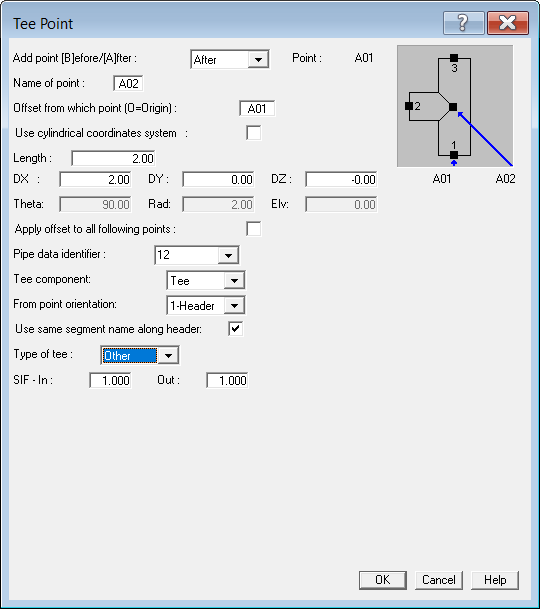 Tee Point
?
Add point [B]efore/[A]fter : After Point : A01
Name of point : A02
Offset from which point (O=Origin) : A01
Use cylindrical coordinates system :
Length : 2.00
DX : 2.00 DY : 0.00 DZ : -0.00
Theta: 90.00 Rad: 2.00 Elv: 0.00
Apply offset to all following points :
Pipe data identifier : 12
Tee component: Tee
From point orientation: 1-Header
Use same segment name along header:
Type of tee : Other
SIF - In : 1.000 Out : 1.000
3
2
1
A01 A02
OK Cancel Help